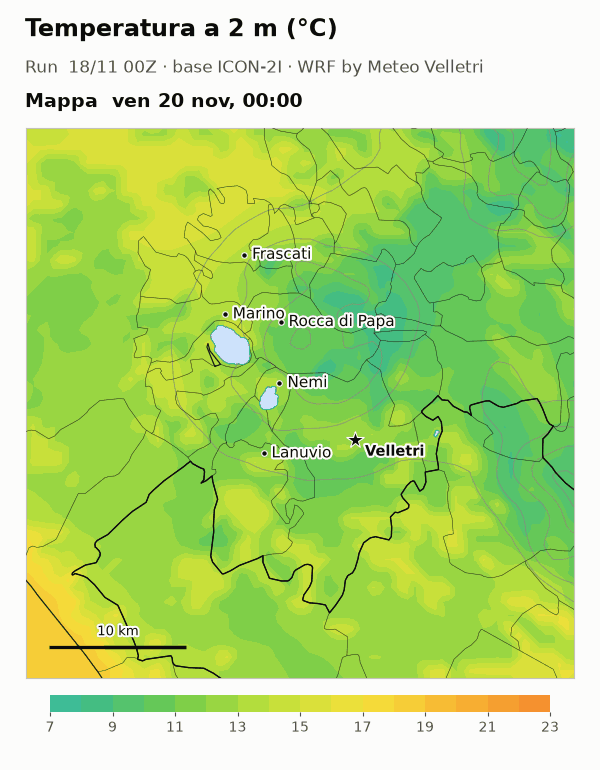 Temperatura a 2 m (°C)
Run  18/11 00Z · base ICON-2I · WRF by Meteo Velletri
Mappa  ven 20 nov, 00:00
Frascati
Marino
Rocca di Papa
Nemi
Velletri
Lanuvio
10 km
7 9 11 13 15 17 19 21 23